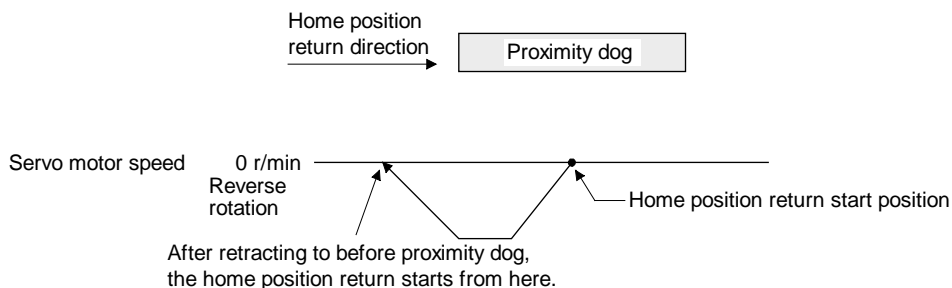 Home position
return direction
Proximity dog
Servo motor speed
0 r/min
Reverse
rotation
Home position return start position
After retracting to before proximity dog,
the home position return starts from here.